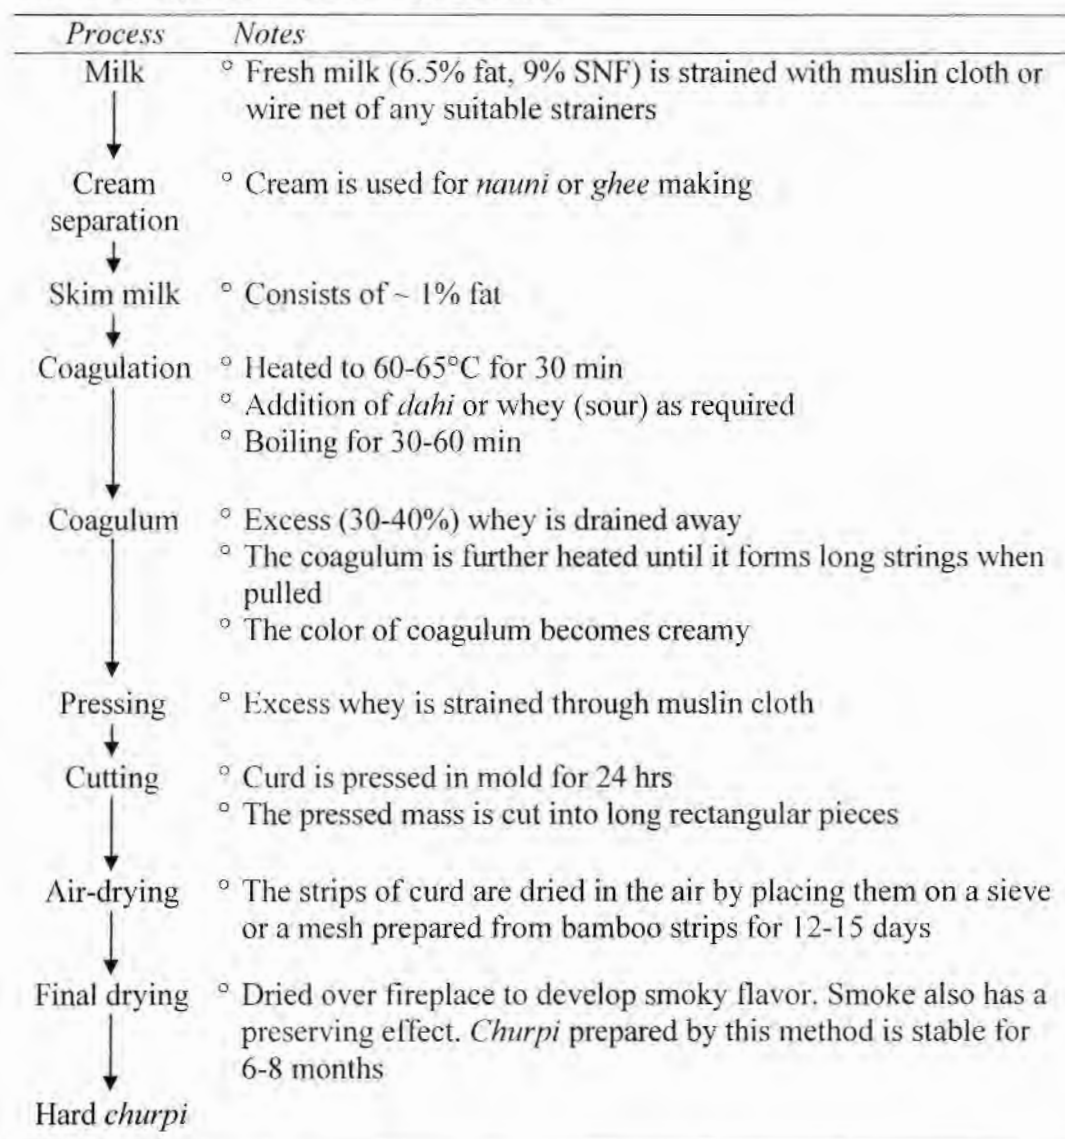 Process Notes
Milk ° Fresh milk (6.5% fat, 9% SNF) is strained with muslin cloth or
wire net of any suitable strainers
Cream ° Cream is used for nauni or ghee making
separation
Skim milk ° Consists of ~ 1% fat
Coagulation ° Heated to 60-65°C for 30 min
° Addition of dahi or whey (sour) as required
° Boiling for 30-60 min
Coagulum ° Excess (30-40%) whey is drained away
° The coagulum is further heated until it forms long strings when
pulled
° The color of coagulum becomes creamy
Pressing ° Excess whey is strained through muslin cloth
Cutting ° Curd is pressed in mold for 24 hrs
° The pressed mass is cut into long rectangular pieces
Air-drying ° The strips of curd are dried in the air by placing them on a sieve
or a mesh prepared from bamboo strips for 12-15 days
Final drying ° Dried over fireplace to develop smoky flavor. Smoke also has a
preserving effect. Churpi prepared by this method is stable for
6-8 months
Hard churpi